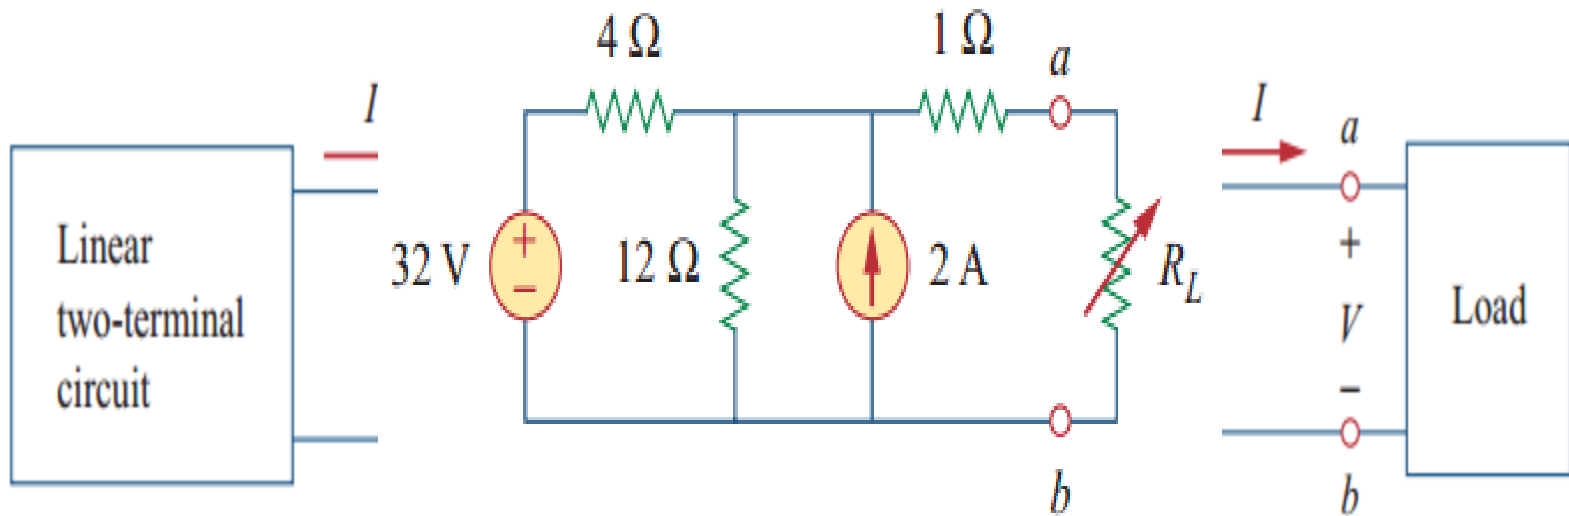 I
Linear
two-terminal
circuit
4 Ω
1 Ω
a
32 V
+
−
12 Ω
2 A
R_L
b
I
a
+
V
−
b
Load